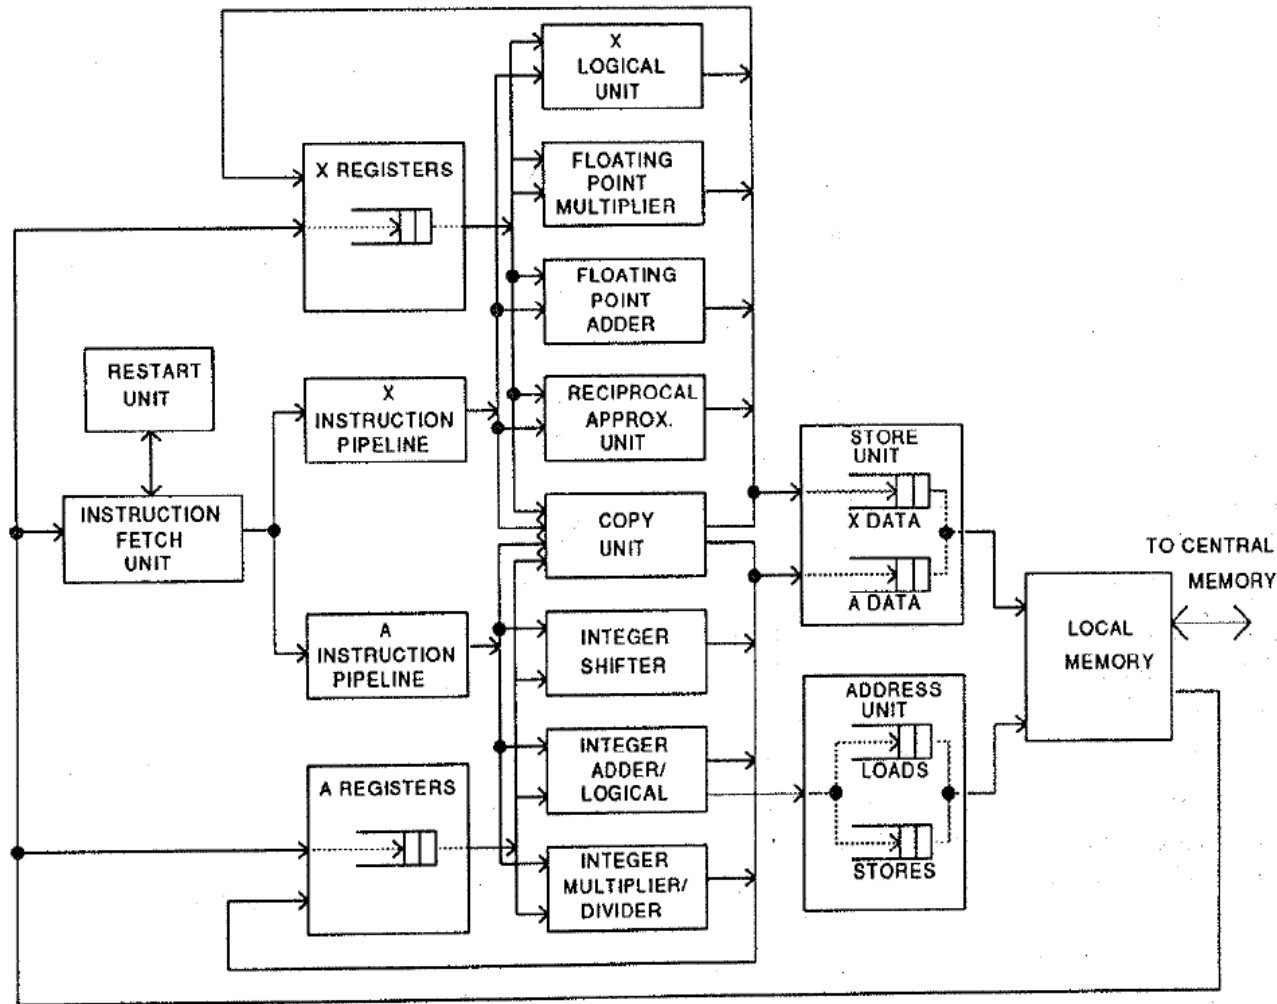 X
LOGICAL
UNIT
X REGISTERS
FLOATING
POINT
MULTIPLIER
FLOATING
POINT
ADDER
RESTART
UNIT
X
INSTRUCTION
PIPELINE
RECIPROCAL
APPROX.
UNIT
INSTRUCTION
FETCH
UNIT
COPY
UNIT
STORE
UNIT
X DATA
A DATA
TO CENTRAL
MEMORY
LOCAL
MEMORY
A
INSTRUCTION
PIPELINE
INTEGER
SHIFTER
ADDRESS
UNIT
LOADS
STORES
A REGISTERS
INTEGER
ADDER/
LOGICAL
INTEGER
MULTIPLIER/
DIVIDER